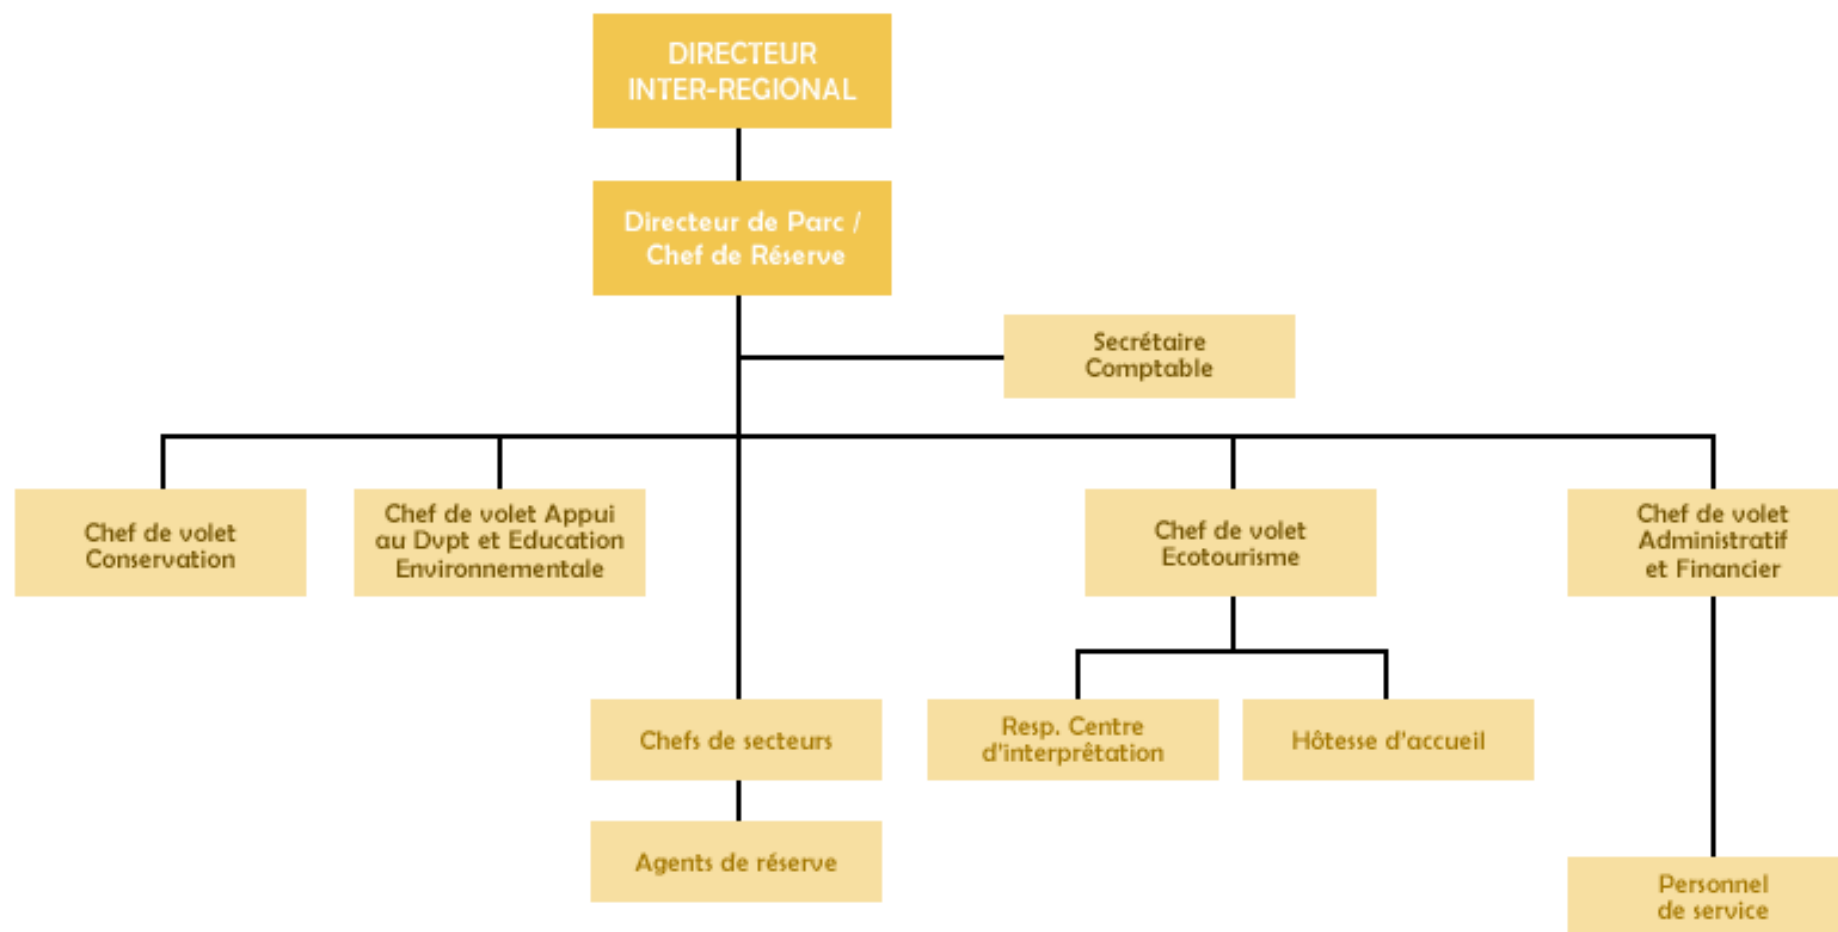 DIRECTEUR
INTER-REGIONAL
Directeur de Parc /
Chef de Réserve
Secrétaire
Comptable
Chef de volet
Conservation
Chef de volet Appui
au Dvpt et Education
Environnementale
Chef de volet
Ecotourisme
Chef de volet
Administratif
et Financier
Chefs de secteurs
Resp. Centre
d'interprêtation
Hôtesse d'accueil
Agents de réserve
Personnel
de service